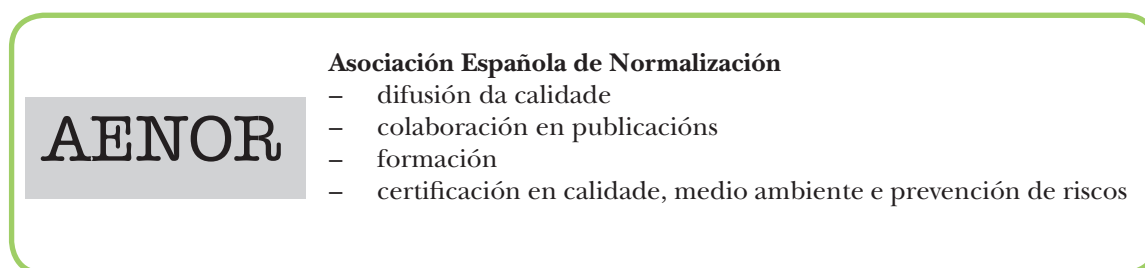 AENOR
Asociación Española de Normalización
– difusión da calidade
– colaboración en publicacións
– formación
– certificación en calidade, medio ambiente e prevención de riscos